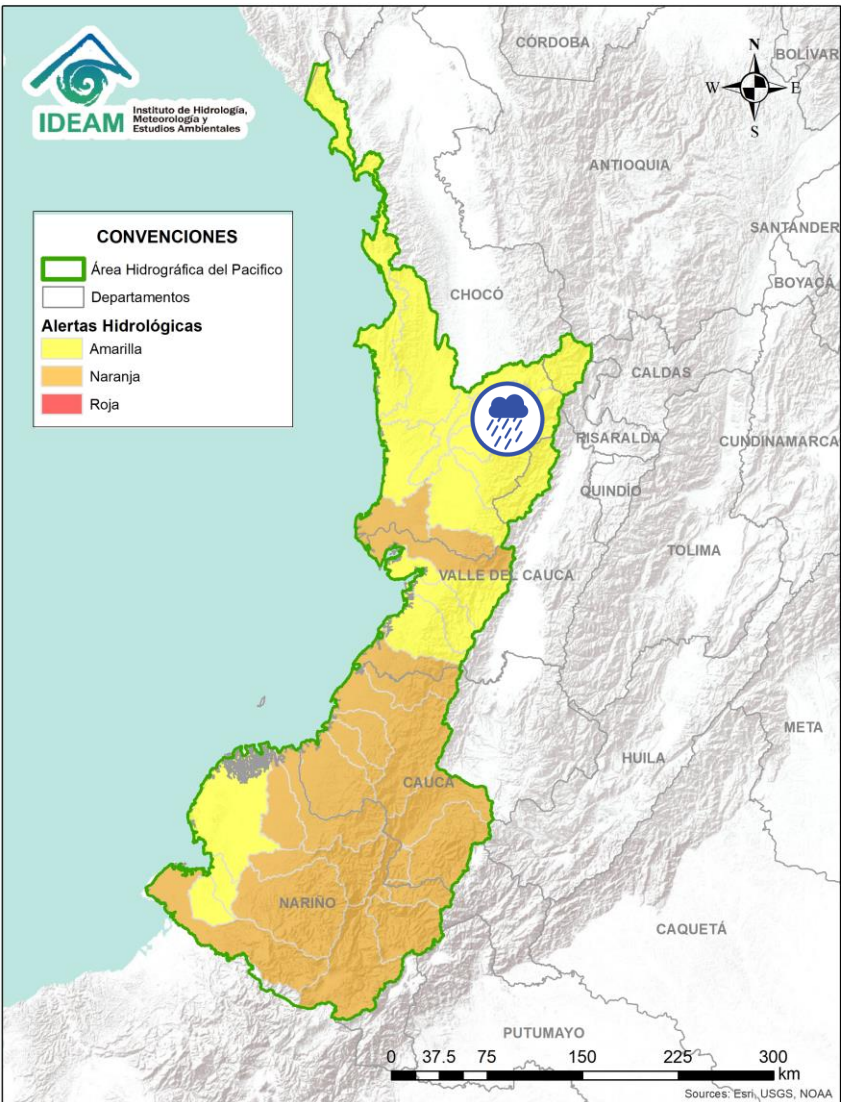 IDEAM
Instituto de Hidrología,
Meteorología y
Estudios Ambientales
N
W
E
S
CÓRDOBA
BOLÍVAR
ANTIOQUIA
SANTANDER
BOYACÁ
CONVENCIONES
Área Hidrográfica del Pacifico
Departamentos
Alertas Hidrológicas
Amarilla
Naranja
Roja
CHOCÓ
CALDAS
RISARALDA
CUNDINAMARCA
QUINDÍO
TOLIMA
VALLE DEL CAUCA
META
HUILA
CAUCA
NARIÑO
CAQUETÁ
PUTUMAYO
0 37.5 75 150 225 300
km
Sources: Esri, USGS, NOAA